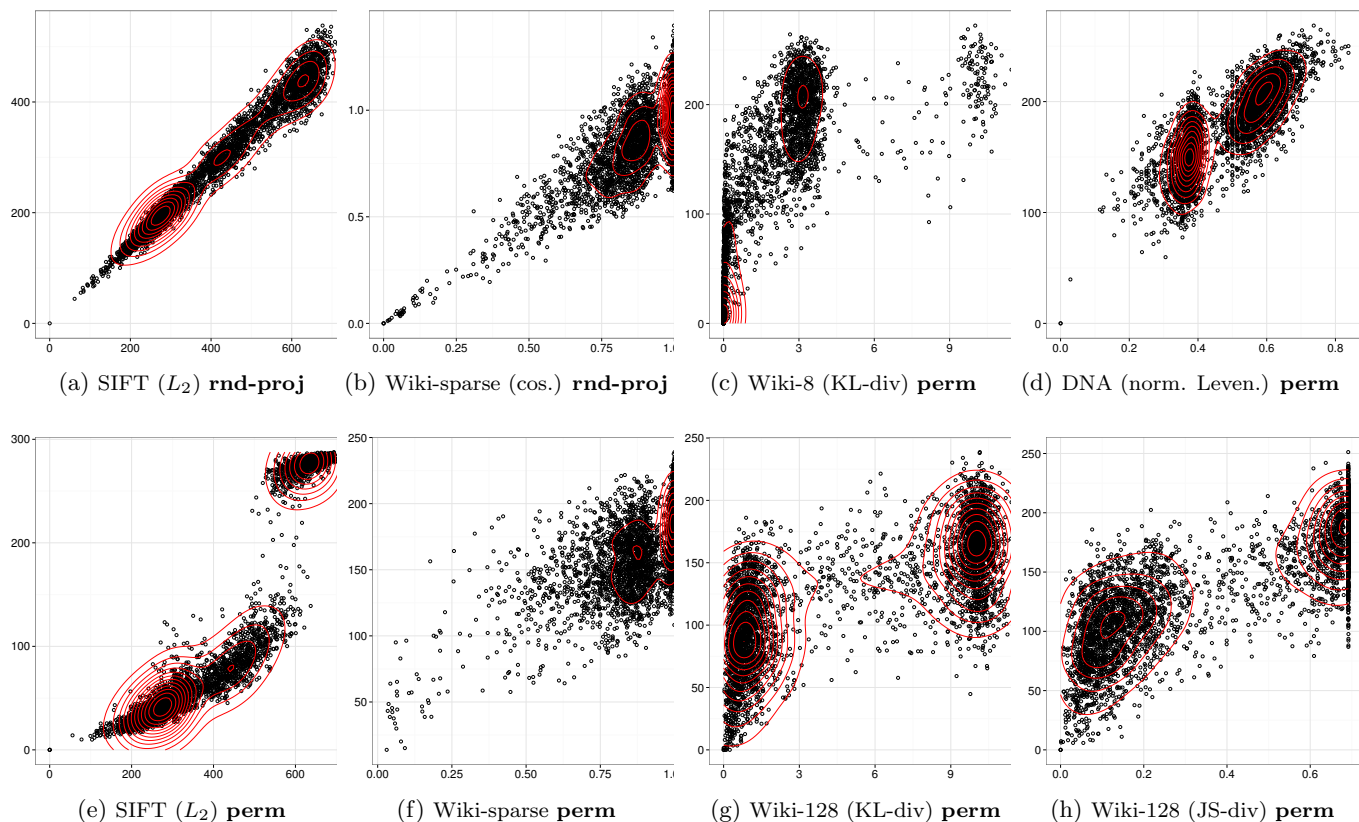 400
200
0
0 200 400 600
(a) SIFT (L2) rnd-proj
1.0
0.5
0.0
0.00 0.25 0.50 0.75 1.0
(b) Wiki-sparse (cos.) rnd-proj
200
100
0
0 3 6 9
(c) Wiki-8 (KL-div) perm
200
100
0
0.0 0.2 0.4 0.6 0.8
(d) DNA (norm. Leven.) perm
300
200
100
0
0 200 400 600
(e) SIFT (L2) perm
250
200
150
100
50
0.00 0.25 0.50 0.75 1.0
(f) Wiki-sparse perm
250
200
150
100
50
0
0 3 6 9
(g) Wiki-128 (KL-div) perm
250
200
150
100
50
0
0.0 0.2 0.4 0.6
(h) Wiki-128 (JS-div) perm